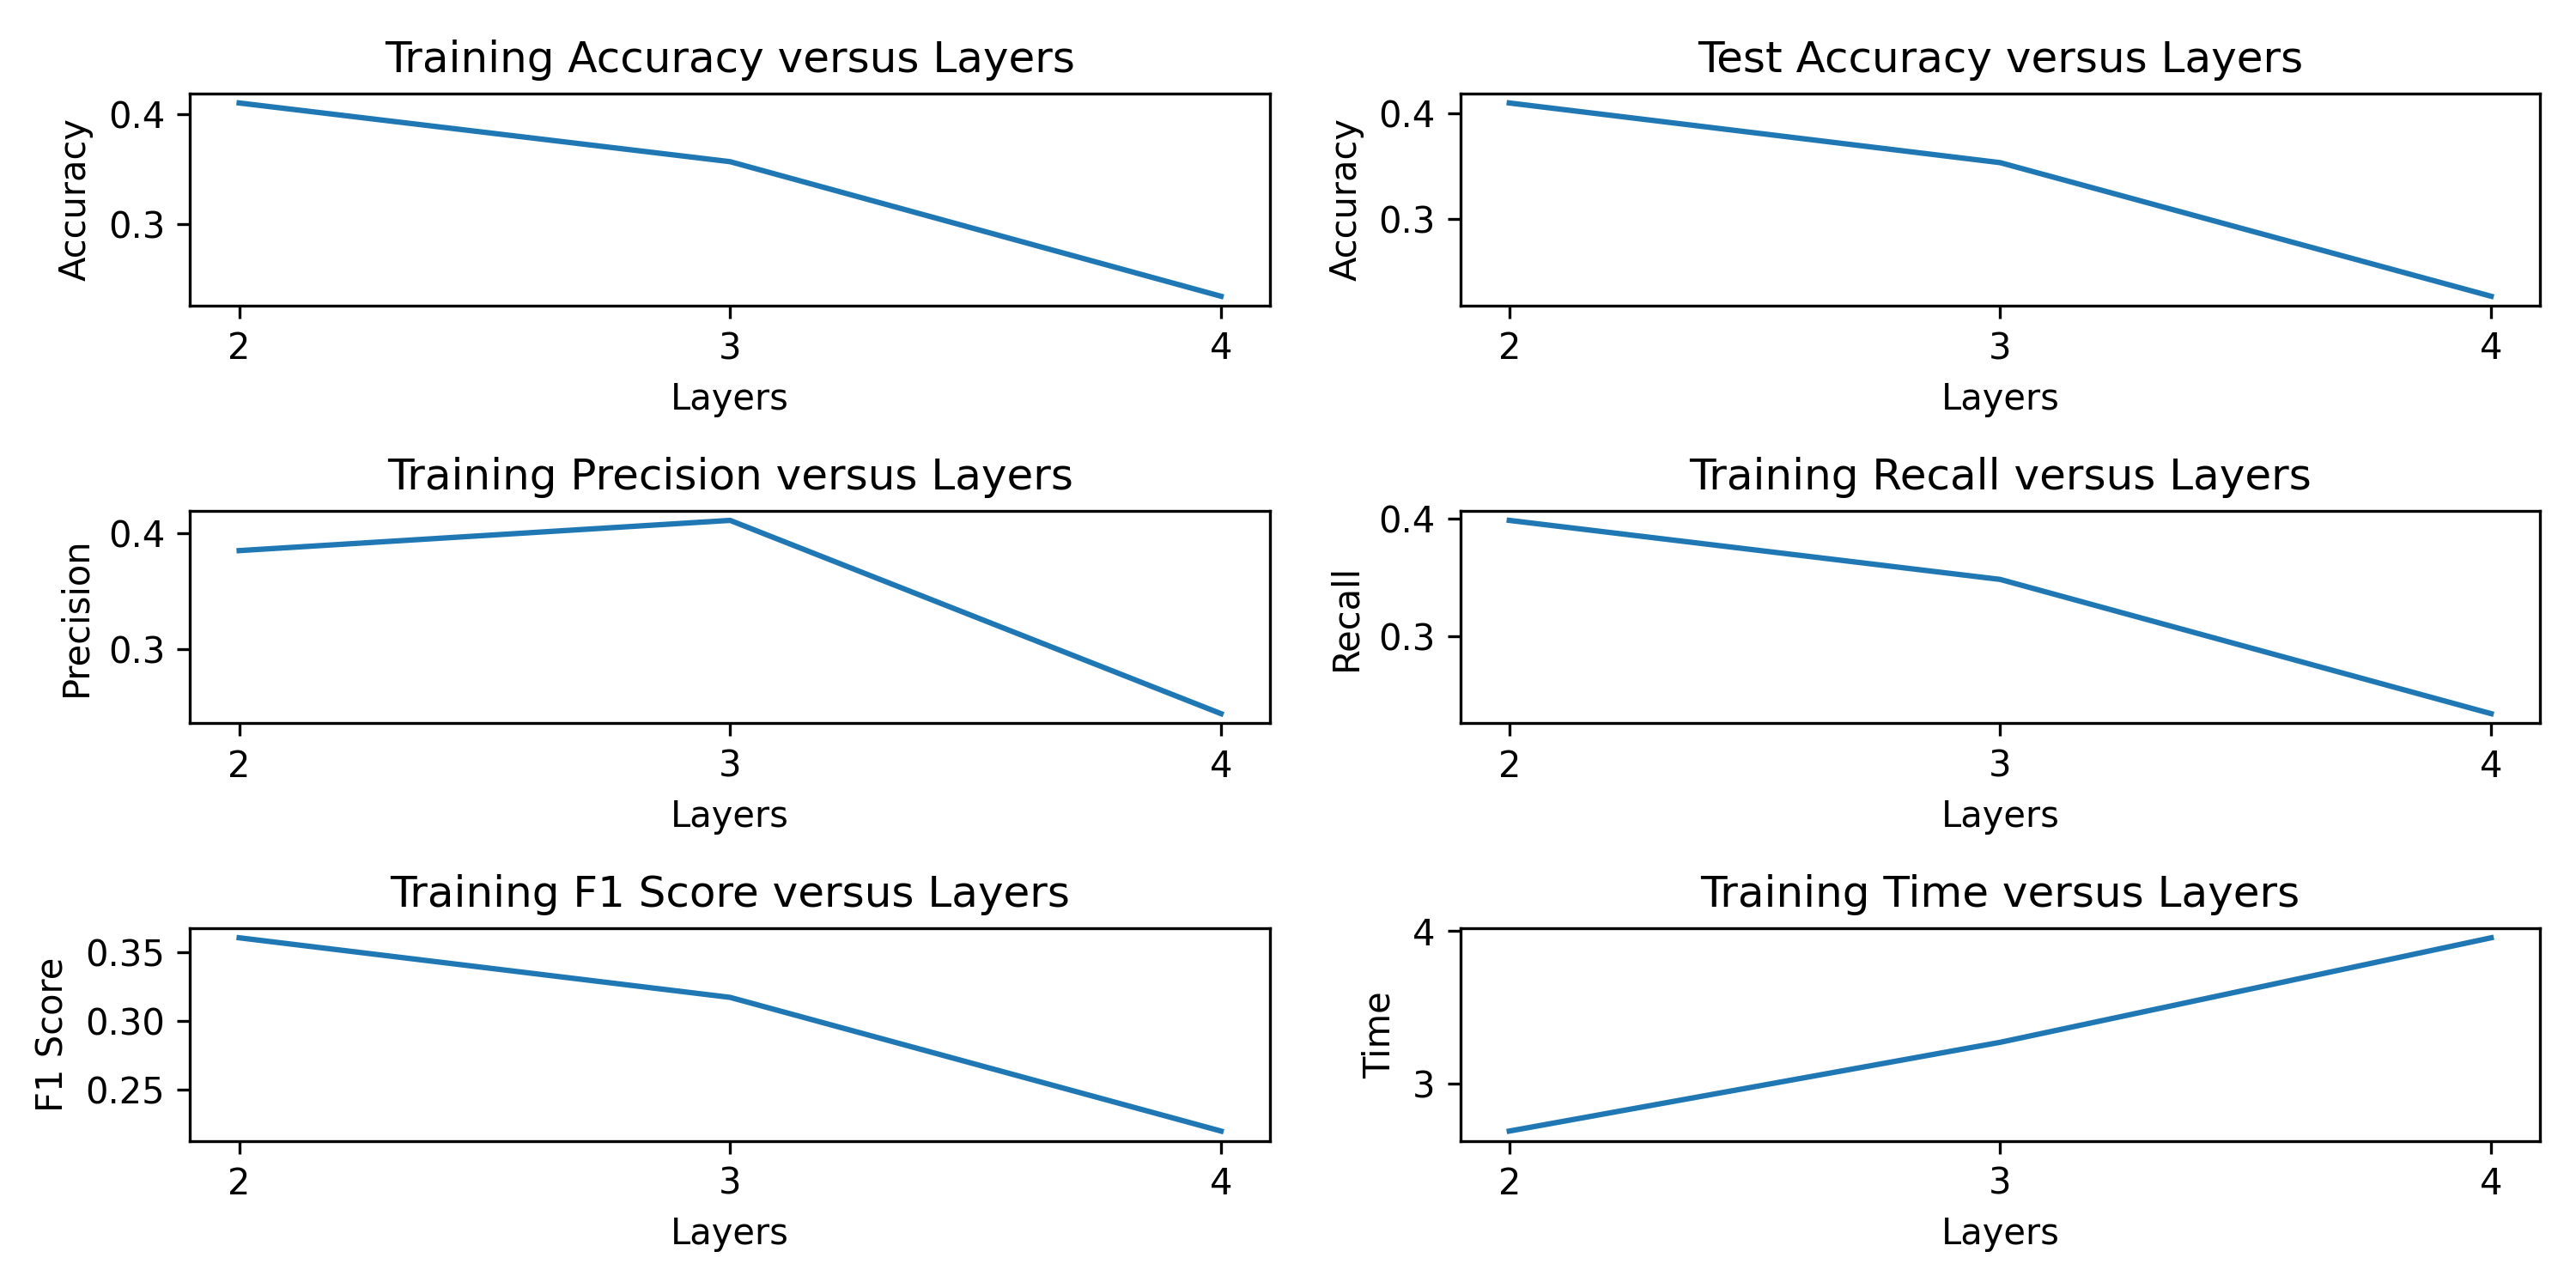 Training Accuracy versus Layers
Accuracy
0.4
0.3
2 3 4
Layers
Test Accuracy versus Layers
Accuracy
0.4
0.3
2 3 4
Layers
Training Precision versus Layers
Precision
0.4
0.3
2 3 4
Layers
Training Recall versus Layers
Recall
0.4
0.3
2 3 4
Layers
Training F1 Score versus Layers
F1 Score
0.35
0.30
0.25
2 3 4
Layers
Training Time versus Layers
Time
4
3
2 3 4
Layers